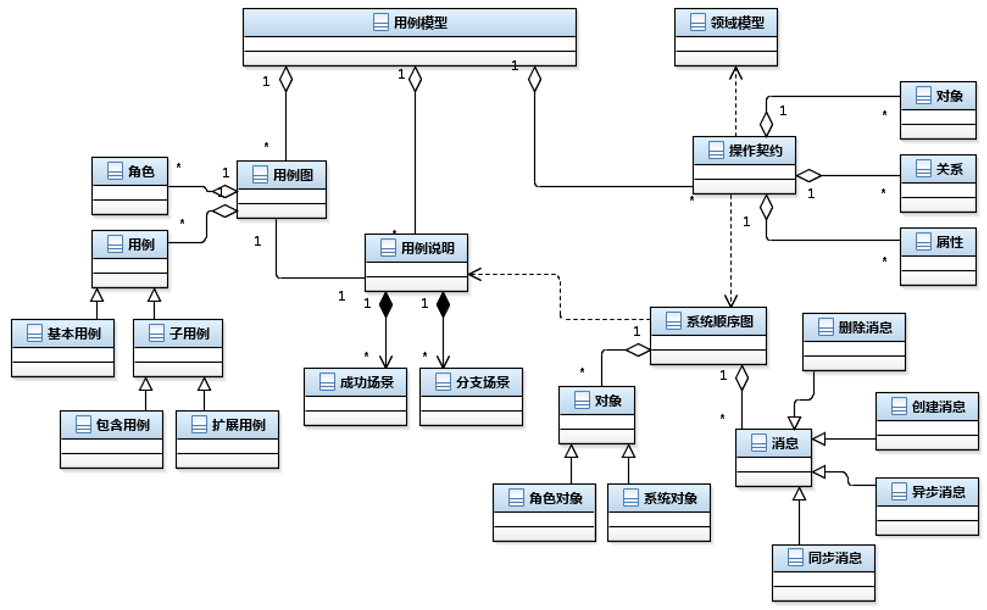 用例模型
领域模型
1
1
1
对象
1
*
操作契约
*
角色
*
1
用例图
1
关系
1
*
*
用例
*
1
*
用例说明
1
属性
*
1
1
1
系统顺序图
1
删除消息
基本用例
子用例
*
成功场景
*
分支场景
*
对象
1
*
创建消息
包含用例
扩展用例
消息
角色对象
系统对象
异步消息
同步消息